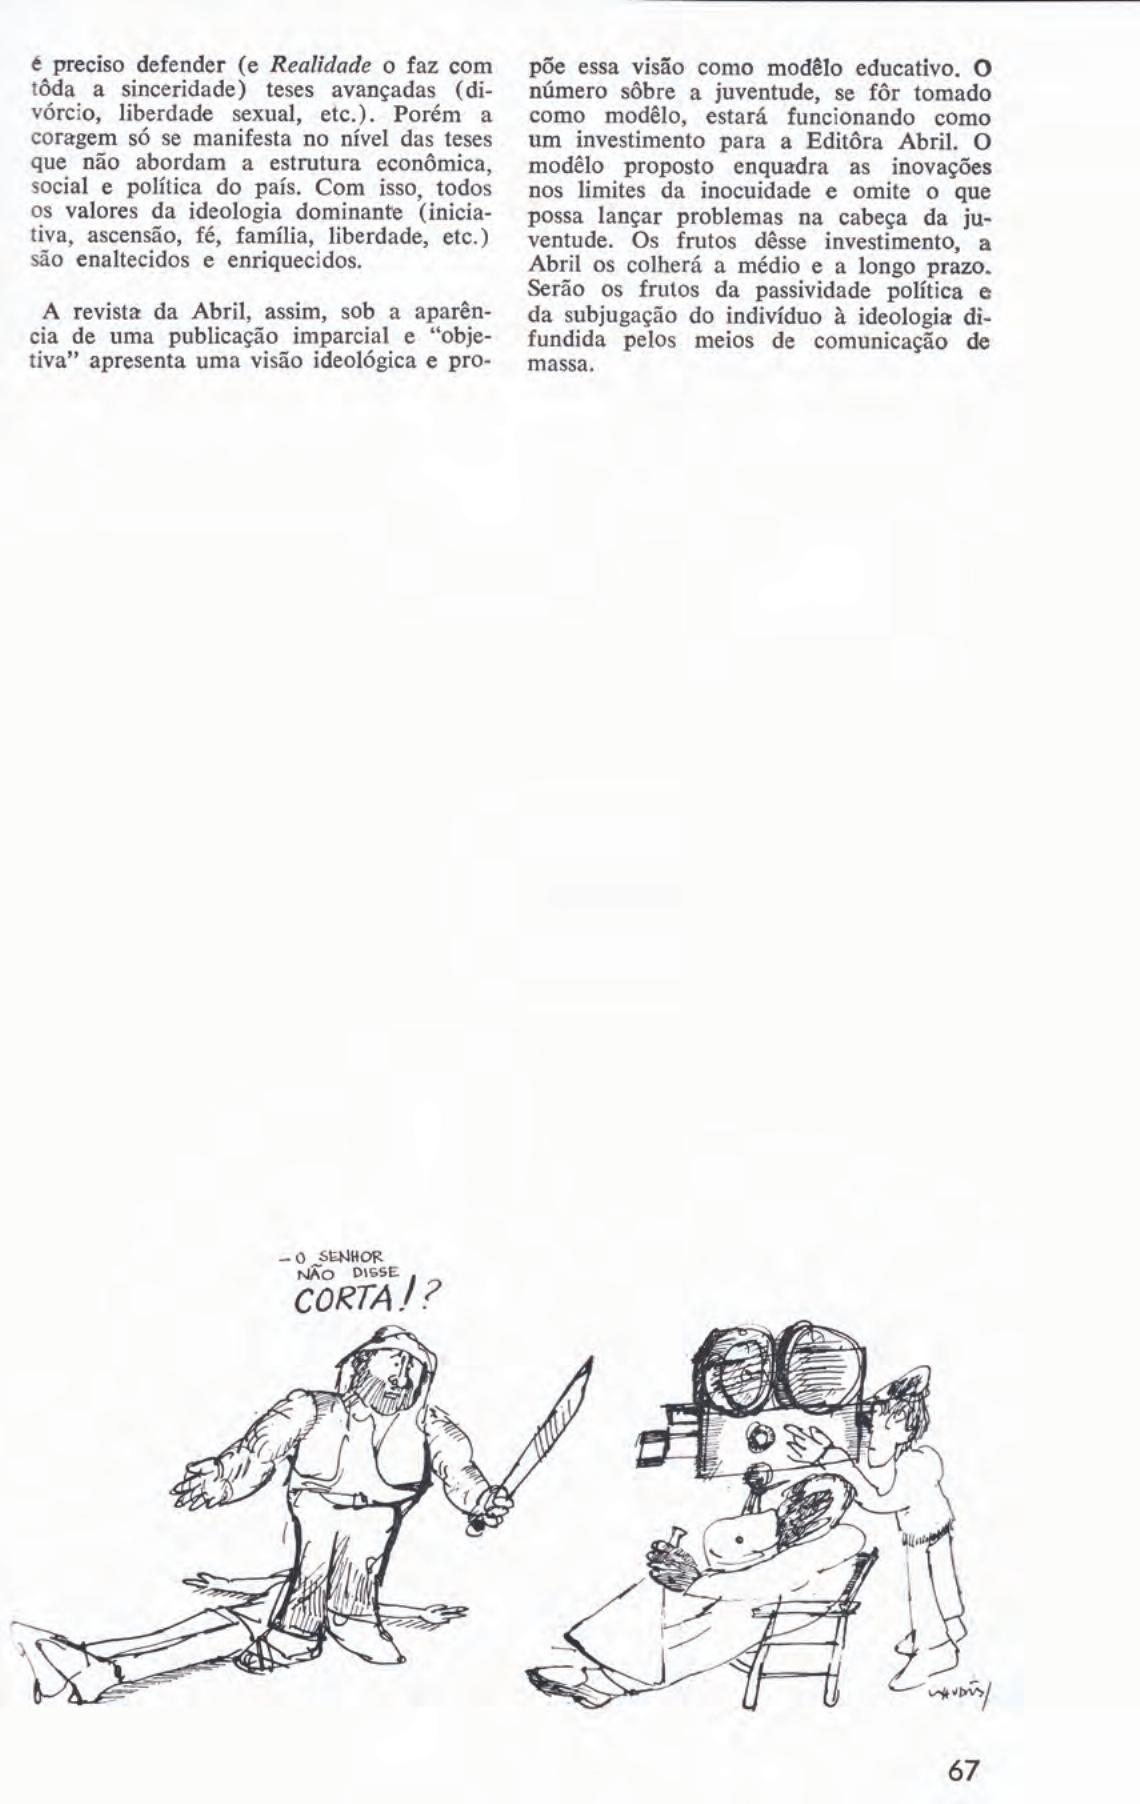 é preciso defender (e Realidade o faz com
tôda a sinceridade) teses avançadas (di-
vórcio, liberdade sexual, etc.). Porém a
coragem só se manifesta no nível das teses
que não abordam a estrutura econômica,
social e política do país. Com isso, todos
os valores da ideologia dominante (inicia-
tiva, ascensão, fé, família, liberdade, etc.)
são enaltecidos e enriquecidos.
A revista da Abril, assim, sob a aparên-
cia de uma publicação imparcial e “obje-
tiva” apresenta uma visão ideológica e pro-
põe essa visão como modêlo educativo. O
número sôbre a juventude, se fôr tomado
como modêlo, estará funcionando como
um investimento para a Editôra Abril. O
modêlo proposto enquadra as inovações
nos limites da inocuidade e omite o que
possa lançar problemas na cabeça da ju-
ventude. Os frutos dêsse investimento, a
Abril os colherá a médio e a longo prazo.
Serão os frutos da passividade política e
da subjugação do indivíduo à ideologia di-
fundida pelos meios de comunicação de
massa.
– O SENHOR
NÃO DISSE
CORTA!?
67